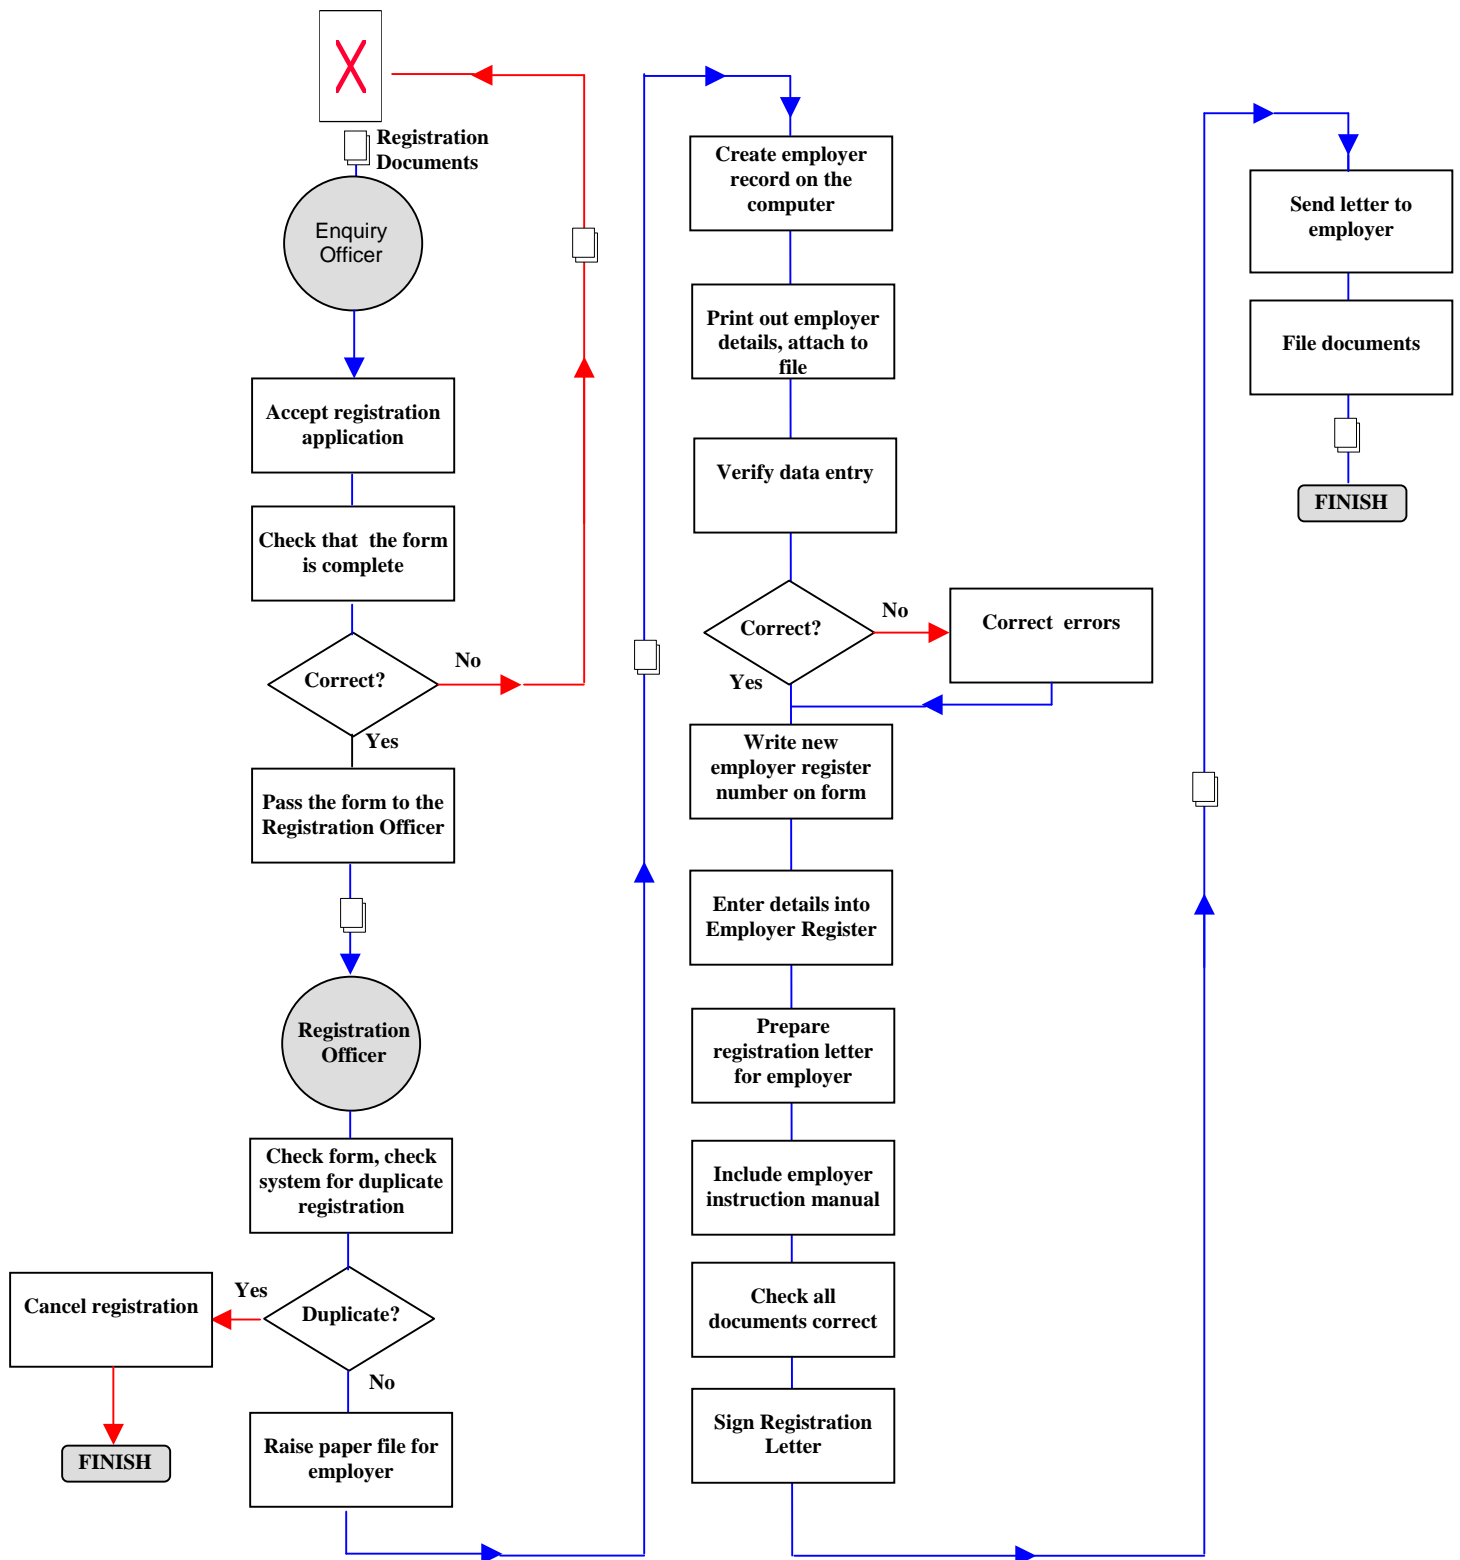 Registration
Documents
Enquiry
Officer
Accept registration
application
Check that the form
is complete
Correct?
No
Yes
Pass the form to the
Registration Officer
Registration
Officer
Check form, check
system for duplicate
registration
Duplicate?
Yes
Cancel registration
FINISH
No
Raise paper file for
employer
Create employer
record on the
computer
Print out employer
details, attach to
file
Verify data entry
Correct?
No
Correct errors
Yes
Write new
employer register
number on form
Enter details into
Employer Register
Prepare
registration letter
for employer
Include employer
instruction manual
Check all
documents correct
Sign Registration
Letter
Send letter to
employer
File documents
FINISH